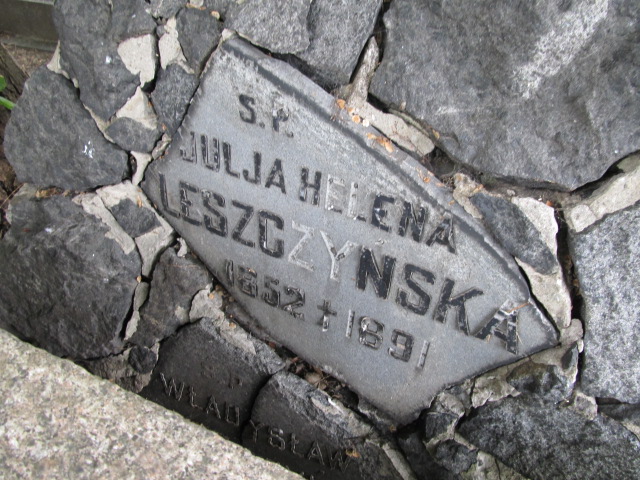 Ś.P.
JULJA HELENA
LESZCZYŃSKA
1852 † 1891
Ś.P.
WŁADYSŁAW